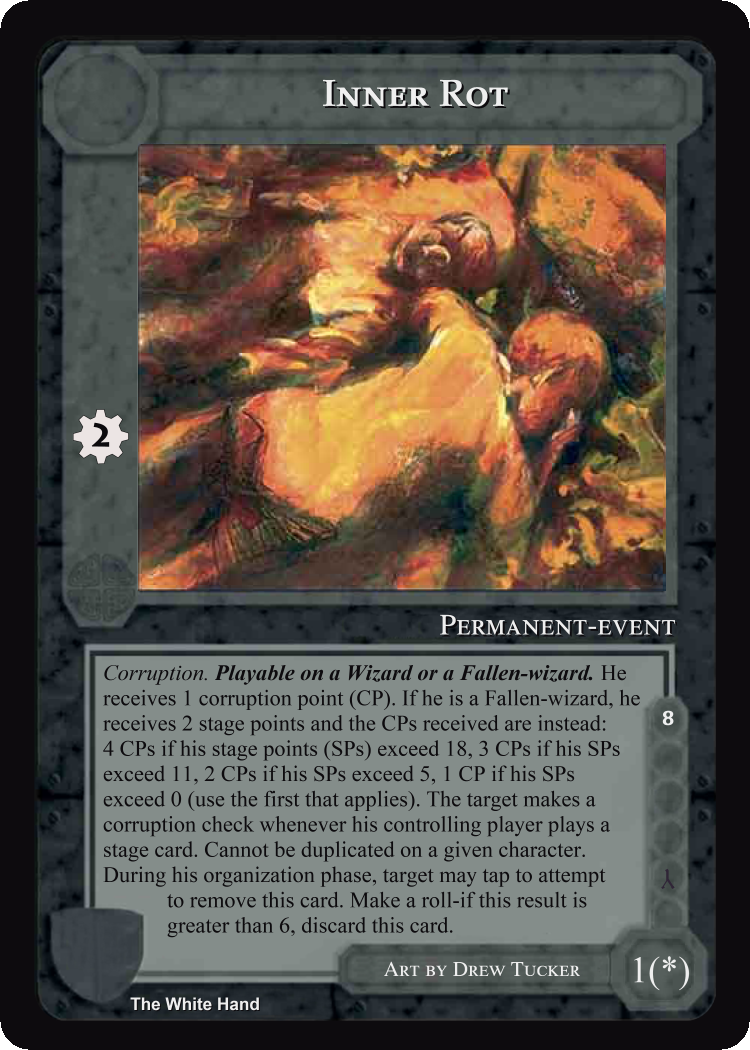 INNER ROT
2
PERMANENT-EVENT
Corruption. Playable on a Wizard or a Fallen-wizard. He
receives 1 corruption point (CP). If he is a Fallen-wizard, he
receives 2 stage points and the CPs received are instead:
4 CPs if his stage points (SPs) exceed 18, 3 CPs if his SPs
exceed 11, 2 CPs if his SPs exceed 5, 1 CP if his SPs
exceed 0 (use the first that applies). The target makes a
corruption check whenever his controlling player plays a
stage card. Cannot be duplicated on a given character.
During his organization phase, target may tap to attempt
to remove this card. Make a roll-if this result is
greater than 6, discard this card.
8
ART BY DREW TUCKER
1(*)
The White Hand